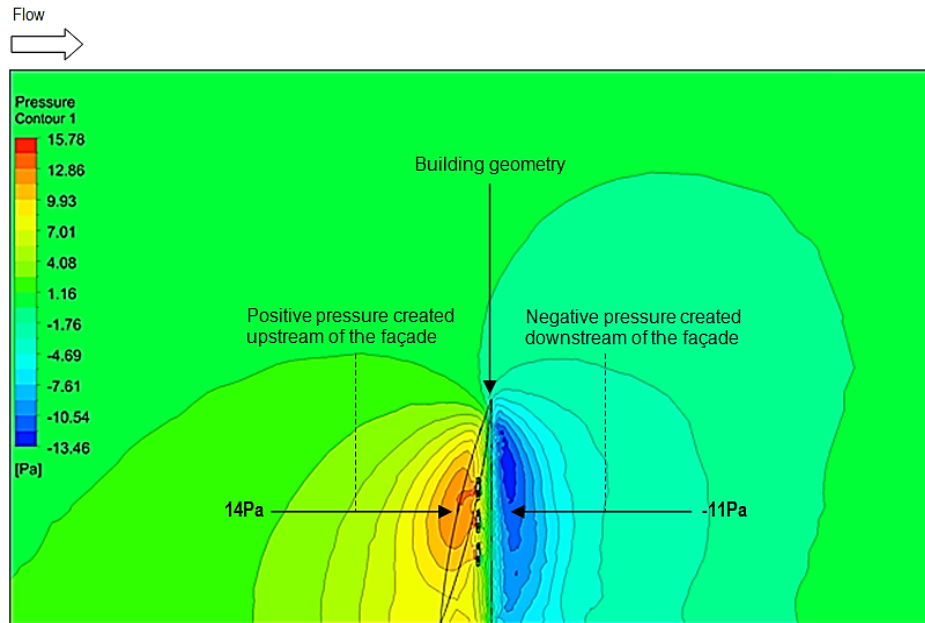 Flow
Pressure
Contour 1
15.78
12.86
9.93
7.01
4.08
1.16
-1.76
-4.69
-7.61
-10.54
-13.46
[Pa]
Building geometry
Positive pressure created
upstream of the façade
Negative pressure created
downstream of the façade
14Pa
-11Pa